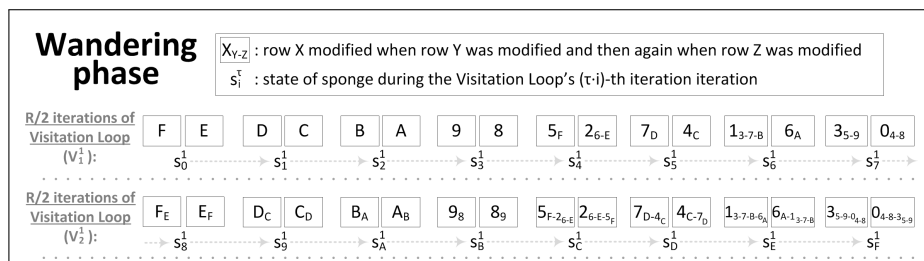 Wandering phase
X_{Y-Z} : row X modified when row Y was modified and then again when row Z was modified
s_i^τ : state of sponge during the Visitation Loop's (τ·i)-th iteration iteration
R/2 iterations of Visitation Loop (V_1^1):
F E D C B A 9 8 5_F 2_{6-E} 7_D 4_C 1_{3-7-B} 6_A 3_{5-9} 0_{4-8}
s_0^1 s_1^1 s_2^1 s_3^1 s_4^1 s_5^1 s_6^1 s_7^1
R/2 iterations of Visitation Loop (V_2^1):
F_E E_F D_C C_D B_A A_B 9_8 8_9 5_{F-2_{6-E}} 2_{6-E-5_F} 7_{D-4_C} 4_{C-7_D} 1_{3-7-B-6_A} 6_{A-1_{3-7-B}} 3_{5-9-0_{4-8}} 0_{4-8-3_{5-9}}
s_8^1 s_9^1 s_A^1 s_B^1 s_C^1 s_D^1 s_E^1 s_F^1